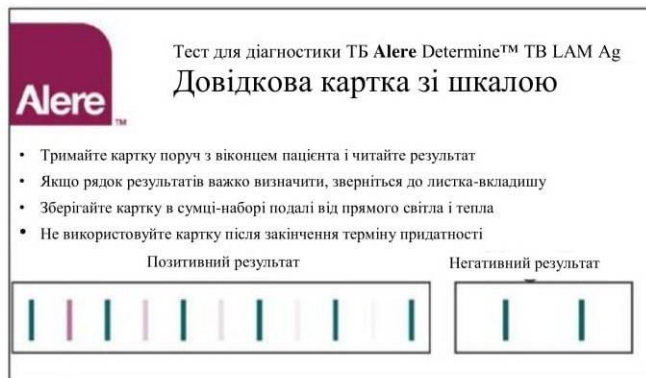 Alere
TM
Тест для діагностики ТБ Alere Determine™ TB LAM Ag
Довідкова картка зі шкалою
• Тримайте картку поруч з віконцем пацієнта і читайте результат
• Якщо рядок результатів важко визначити, зверніться до листка-вкладишу
• Зберігайте картку в сумці-наборі подалі від прямого світла і тепла
• Не використовуйте картку після закінчення терміну придатності
Позитивний результат
Негативний результат